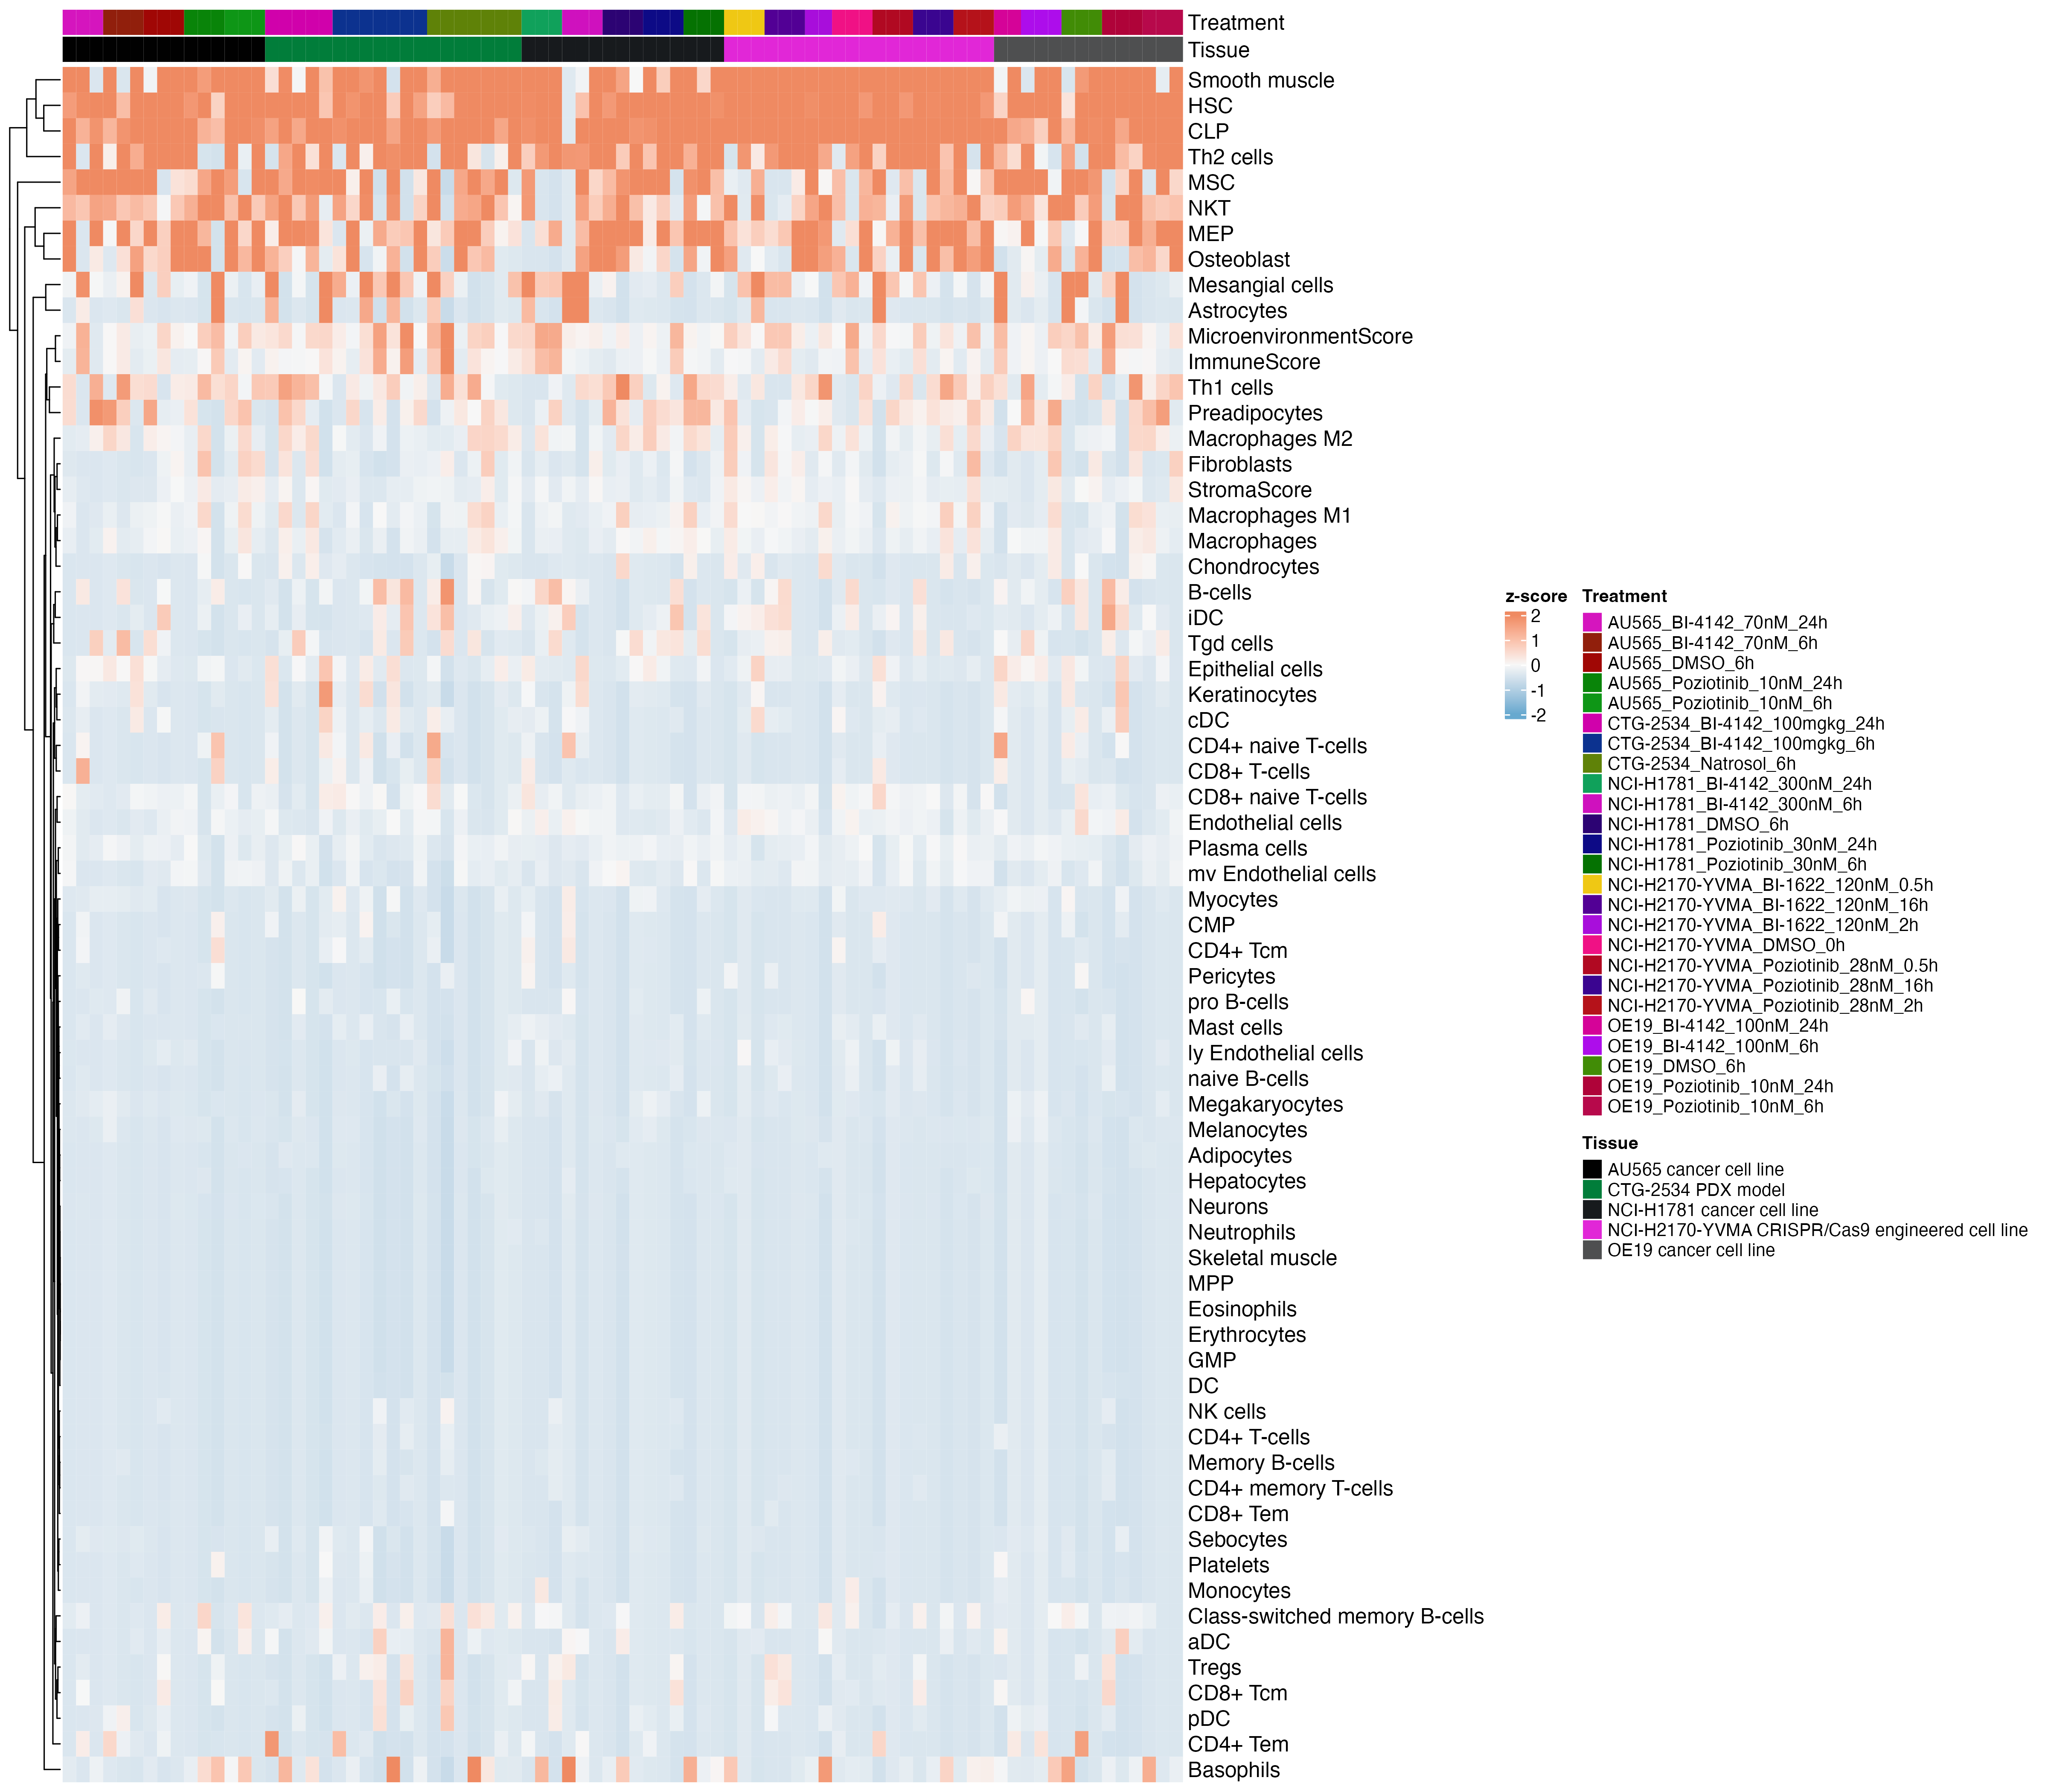 Treatment
Tissue
Smooth muscle
HSC
CLP
Th2 cells
MSC
NKT
MEP
Osteoblast
Mesangial cells
Astrocytes
MicroenvironmentScore
ImmuneScore
Th1 cells
Preadipocytes
Macrophages M2
Fibroblasts
StromaScore
Macrophages M1
Macrophages
Chondrocytes
B-cells
iDC
Tgd cells
Epithelial cells
Keratinocytes
cDC
CD4+ naive T-cells
CD8+ T-cells
CD8+ naive T-cells
Endothelial cells
Plasma cells
mv Endothelial cells
Myocytes
CMP
CD4+ Tcm
Pericytes
pro B-cells
Mast cells
ly Endothelial cells
naive B-cells
Megakaryocytes
Melanocytes
Adipocytes
Hepatocytes
Neurons
Neutrophils
Skeletal muscle
MPP
Eosinophils
Erythrocytes
GMP
DC
NK cells
CD4+ T-cells
Memory B-cells
CD4+ memory T-cells
CD8+ Tem
Sebocytes
Platelets
Monocytes
Class-switched memory B-cells
aDC
Tregs
CD8+ Tcm
pDC
CD4+ Tem
Basophils
z-score
2
1
0
-1
-2
Treatment
AU565_BI-4142_70nM_24h
AU565_BI-4142_70nM_6h
AU565_DMSO_6h
AU565_Poziotinib_10nM_24h
AU565_Poziotinib_10nM_6h
CTG-2534_BI-4142_100mgkg_24h
CTG-2534_BI-4142_100mgkg_6h
CTG-2534_Natrosol_6h
NCI-H1781_BI-4142_300nM_24h
NCI-H1781_BI-4142_300nM_6h
NCI-H1781_DMSO_6h
NCI-H1781_Poziotinib_30nM_24h
NCI-H1781_Poziotinib_30nM_6h
NCI-H2170-YVMA_BI-1622_120nM_0.5h
NCI-H2170-YVMA_BI-1622_120nM_16h
NCI-H2170-YVMA_BI-1622_120nM_2h
NCI-H2170-YVMA_DMSO_0h
NCI-H2170-YVMA_Poziotinib_28nM_0.5h
NCI-H2170-YVMA_Poziotinib_28nM_16h
NCI-H2170-YVMA_Poziotinib_28nM_2h
OE19_BI-4142_100nM_24h
OE19_BI-4142_100nM_6h
OE19_DMSO_6h
OE19_Poziotinib_10nM_24h
OE19_Poziotinib_10nM_6h
Tissue
AU565 cancer cell line
CTG-2534 PDX model
NCI-H1781 cancer cell line
NCI-H2170-YVMA CRISPR/Cas9 engineered cell line
OE19 cancer cell line